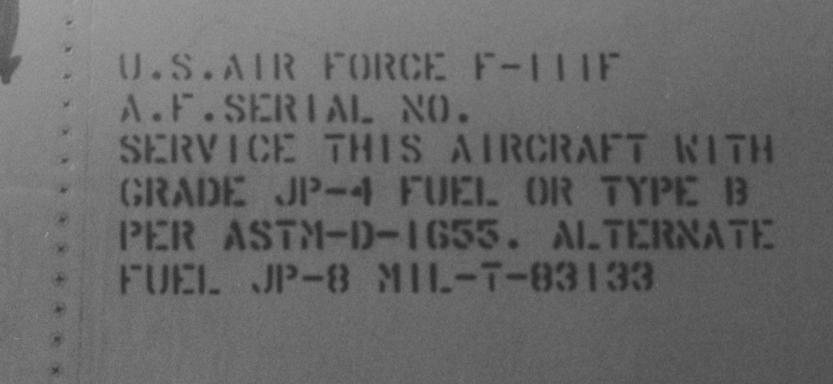 U.S.AIR FORCE F-111F
A.F.SERIAL NO.
SERVICE THIS AIRCRAFT WITH
GRADE JP-4 FUEL OR TYPE B
PER ASTM-D-1655. ALTERNATE
FUEL JP-8 MIL-T-83133